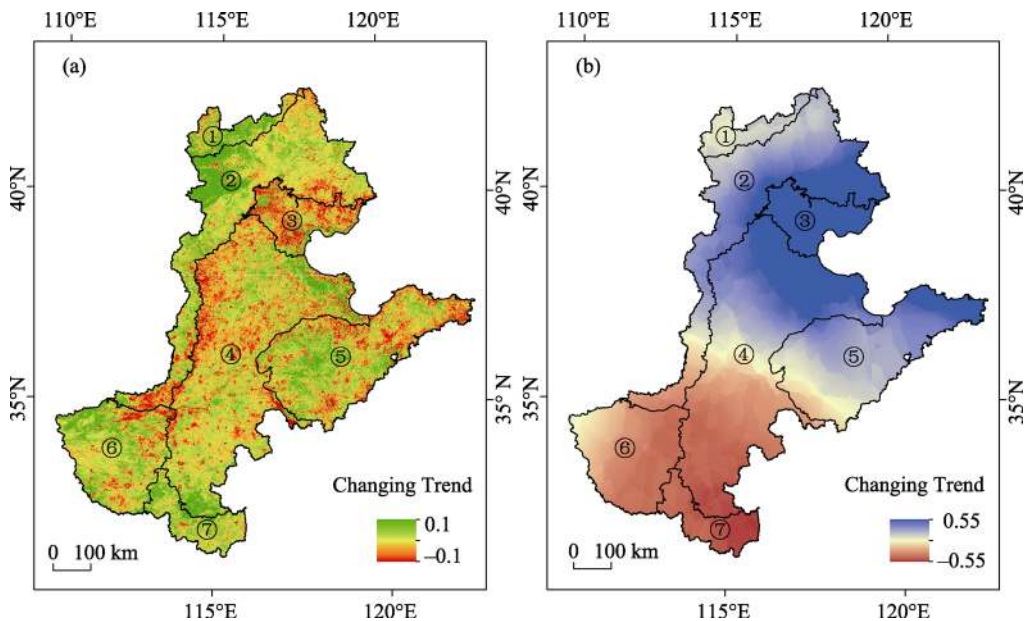 110°E 115°E 120°E 110°E 115°E 120°E
(a) (b)
① ①
② ②
40°N 40°N 40°N
③ ③
④ ④
⑤ ⑤
35°N 35°N 35°N
⑥ ⑥
Changing Trend Changing Trend
0.1 0.55
⑦ ⑦
0 100 km –0.1 0 100 km –0.55
115°E 120°E 115°E 120°E